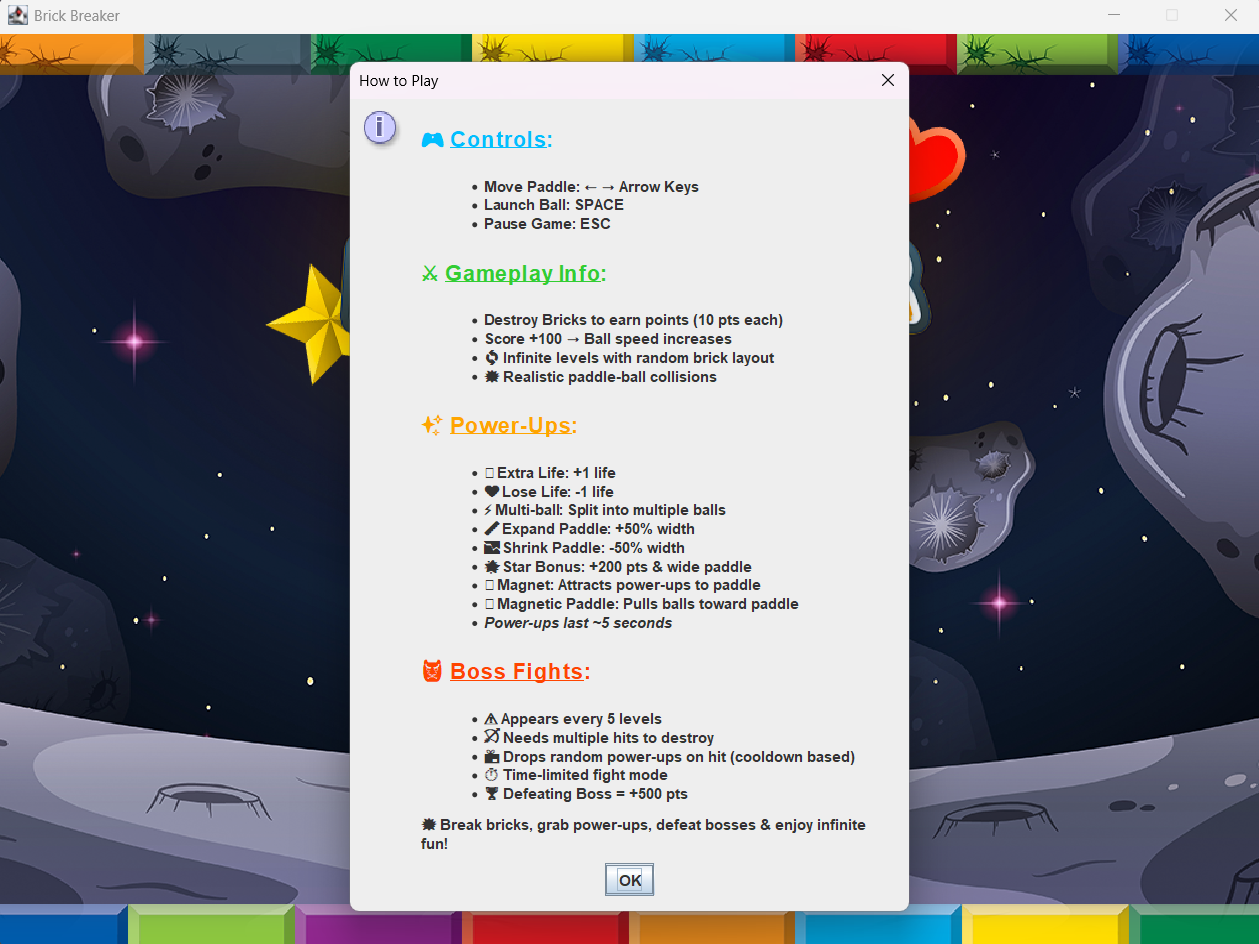 Brick Breaker
How to Play
🎮 Controls:
• Move Paddle: ← → Arrow Keys
• Launch Ball: SPACE
• Pause Game: ESC
⚔ Gameplay Info:
• Destroy Bricks to earn points (10 pts each)
• Score +100 → Ball speed increases
• 🔄 Infinite levels with random brick layout
• 💥 Realistic paddle-ball collisions
✨ Power-Ups:
• □ Extra Life: +1 life
• ❤ Lose Life: -1 life
• ⚡ Multi-ball: Split into multiple balls
• 📏 Expand Paddle: +50% width
• 📉 Shrink Paddle: -50% width
• 🌟 Star Bonus: +200 pts & wide paddle
• □ Magnet: Attracts power-ups to paddle
• □ Magnetic Paddle: Pulls balls toward paddle
• Power-ups last ~5 seconds
👹 Boss Fights:
• ⚠ Appears every 5 levels
• 🏹 Needs multiple hits to destroy
• 🎁 Drops random power-ups on hit (cooldown based)
• ⏱ Time-limited fight mode
• 🏆 Defeating Boss = +500 pts
💥 Break bricks, grab power-ups, defeat bosses & enjoy infinite
fun!
OK